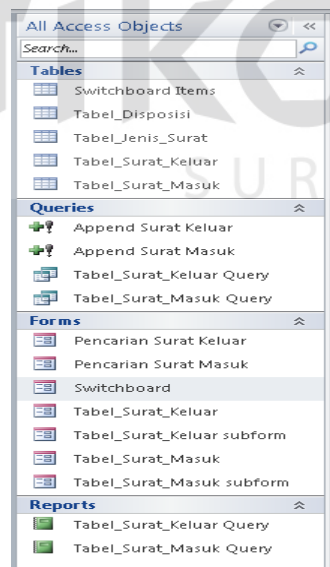 All Access Objects
Search...
Tables
Switchboard Items
Tabel_Disposisi
Tabel_Jenis_Surat
Tabel_Surat_Keluar
Tabel_Surat_Masuk
Queries
Append Surat Keluar
Append Surat Masuk
Tabel_Surat_Keluar Query
Tabel_Surat_Masuk Query
Forms
Pencarian Surat Keluar
Pencarian Surat Masuk
Switchboard
Tabel_Surat_Keluar
Tabel_Surat_Keluar subform
Tabel_Surat_Masuk
Tabel_Surat_Masuk subform
Reports
Tabel_Surat_Keluar Query
Tabel_Surat_Masuk Query